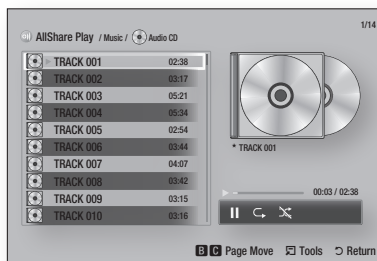 1/14
AllShare Play / Music / Audio CD
TRACK 001 02:38
TRACK 002 03:17
TRACK 003 05:21
TRACK 004 05:34
TRACK 005 02:54
TRACK 006 03:44
TRACK 007 04:07
TRACK 008 03:42
TRACK 009 03:15
TRACK 010 03:16
* TRACK 001
00:03 / 02:38
B C Page Move Tools Return